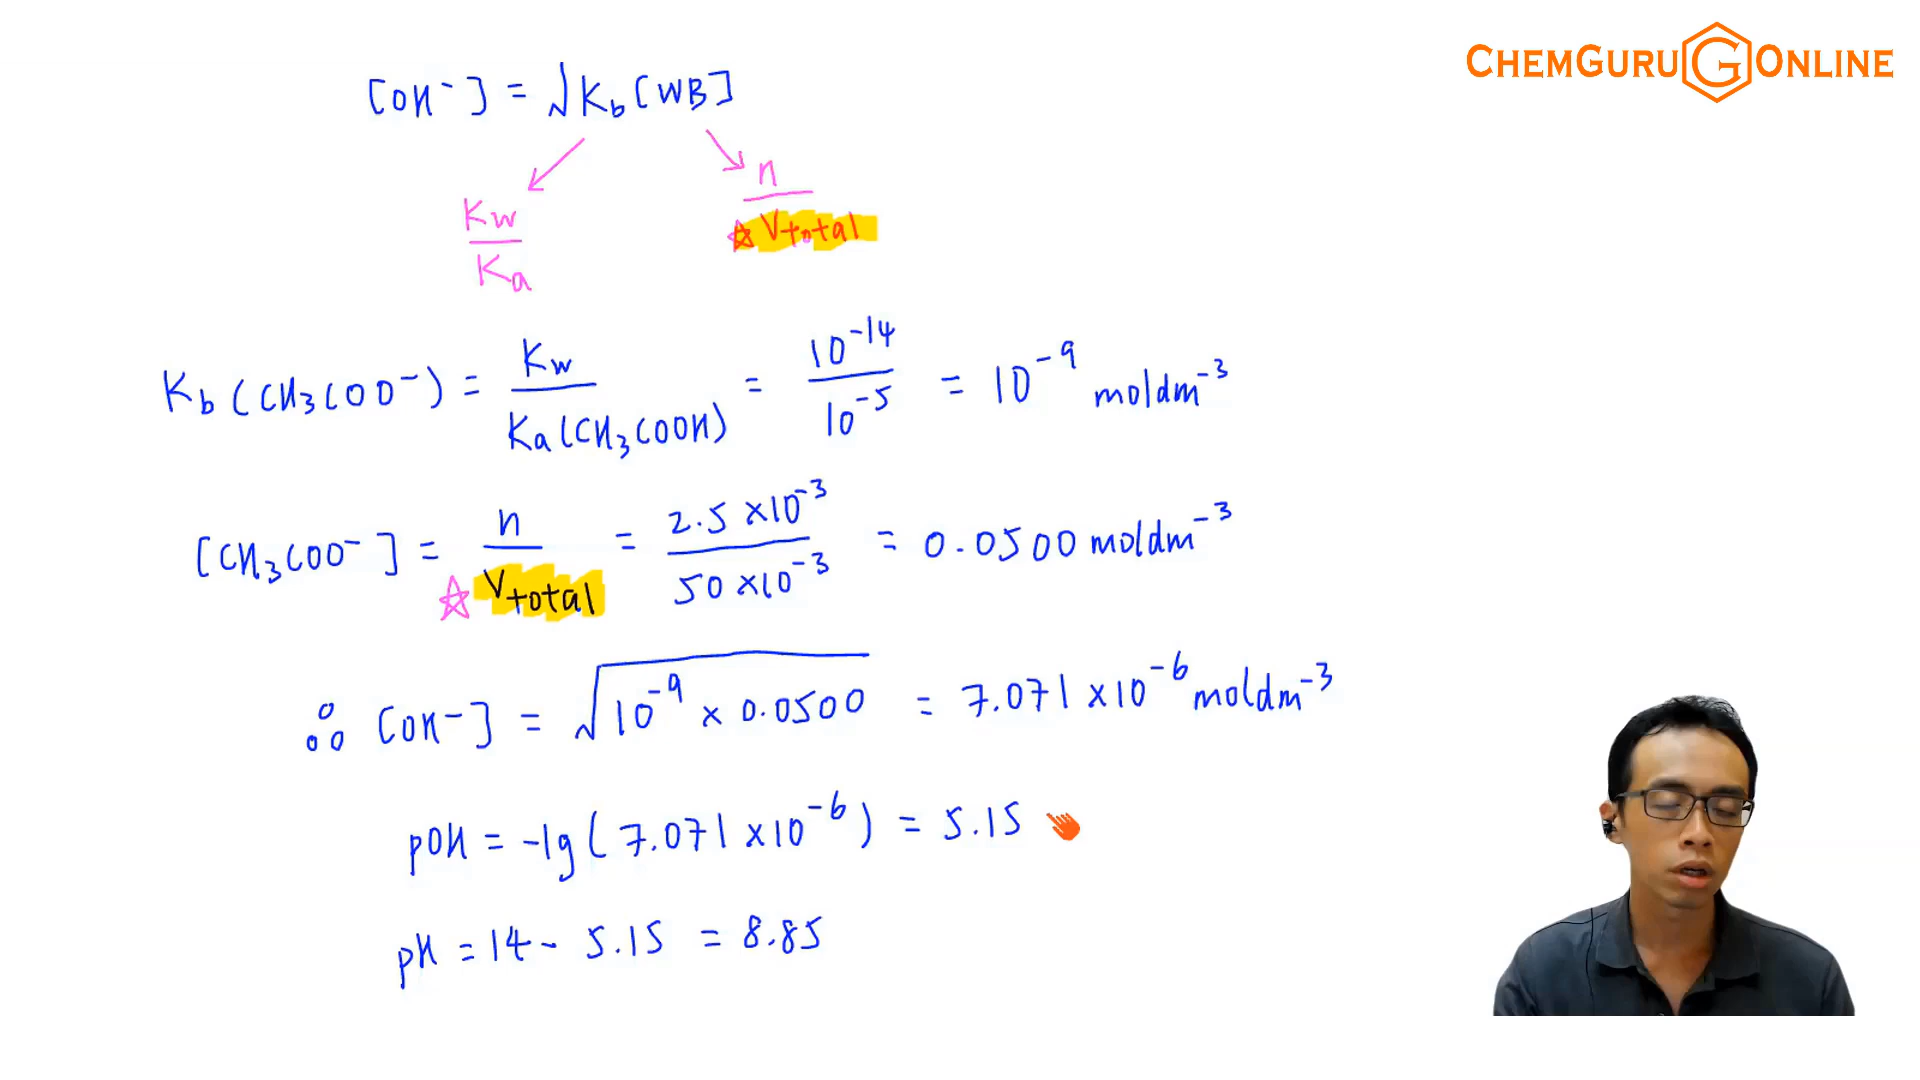 CHEMGURU G ONLINE
[OH⁻] = √Kb[WB]
Kw/Ka
n/☆Vtotal
Kb(CH₃COO⁻) = Kw/Ka(CH₃COOH) = 10⁻¹⁴/10⁻⁵ = 10⁻⁹ moldm⁻³
[CH₃COO⁻] = n/☆Vtotal = 2.5 × 10⁻³/50 × 10⁻³ = 0.0500 moldm⁻³
∴ [OH⁻] = √10⁻⁹ × 0.0500 = 7.071 × 10⁻⁶ moldm⁻³
pOH = -lg(7.071 × 10⁻⁶) = 5.15
pH = 14 - 5.15 = 8.85